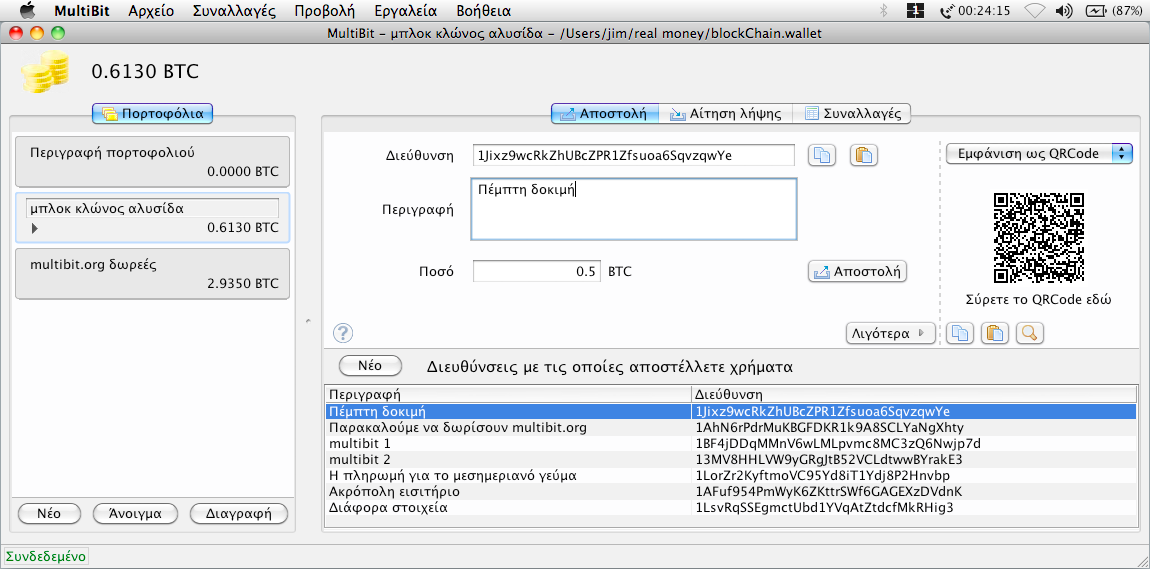 MultiBit Αρχείο Συναλλαγές Προβολή Εργαλεία Βοήθεια 1 00:24:15 (87%)
MultiBit – μπλοκ κλώνος αλυσίδα – /Users/jim/real money/blockChain.wallet
0.6130 BTC
Πορτοφόλια
Περιγραφή πορτοφολιού
0.0000 BTC
μπλοκ κλώνος αλυσίδα
0.6130 BTC
multibit.org δωρεές
2.9350 BTC
Νέο Άνοιγμα Διαγραφή
Αποστολή Αίτηση λήψης Συναλλαγές
Διεύθυνση 1Jixz9wcRkZhUBcZPR1Zfsuoa6SqvzqwYe
Περιγραφή Πέμπτη δοκιμή
Ποσό 0.5 BTC Αποστολή
Εμφάνιση ως QRCode
Σύρετε το QRCode εδώ
? Λιγότερα
Νέο Διευθύνσεις με τις οποίες αποστέλλετε χρήματα
Περιγραφή Διεύθυνση
Πέμπτη δοκιμή 1Jixz9wcRkZhUBcZPR1Zfsuoa6SqvzqwYe
Παρακαλούμε να δωρίσουν multibit.org 1AhN6rPdrMuKBGFDKR1k9A8SCLYaNgXhty
multibit 1 1BF4jDDqMMnV6wLMLpvmc8MC3zQ6Nwjp7d
multibit 2 13MV8HHLVW9yGRgJtB52VCLdtwwBYrakE3
Η πληρωμή για το μεσημεριανό γεύμα 1LorZr2KyftmoVC95Yd8iT1Ydj8P2Hnvbp
Ακρόπολη εισιτήριο 1AFuf954PmWyK6ZKttrSWf6GAGEXzDVdnK
Διάφορα στοιχεία 1LsvRqSSEgmctUbd1YVqAtZtdcfMkRHig3
Συνδεδεμένο